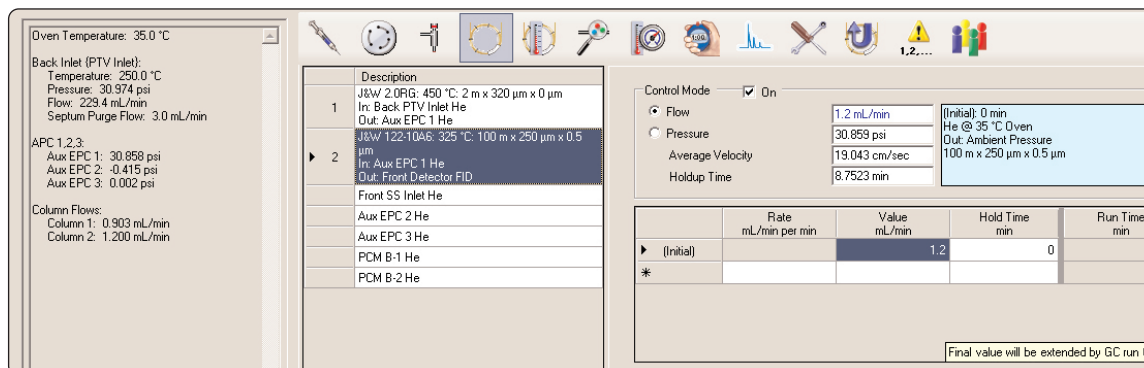 Oven Temperature: 35.0 °C
Back Inlet (PTV Inlet):
Temperature: 250.0 °C
Pressure: 30.974 psi
Flow: 229.4 mL/min
Septum Purge Flow: 3.0 mL/min
APC 1,2,3:
Aux EPC 1: 30.858 psi
Aux EPC 2: -0.415 psi
Aux EPC 3: 0.002 psi
Column Flows:
Column 1: 0.903 mL/min
Column 2: 1.200 mL/min
1,2,...
Description
1
J&W 2.0RG: 450 °C: 2 m x 320 µm x 0 µm
In: Back PTV Inlet He
Out: Aux EPC 1 He
2
J&W 122-10A6: 325 °C: 100 m x 250 µm x 0.5
µm
In: Aux EPC 1 He
Out: Front Detector FID
Front SS Inlet He
Aux EPC 2 He
Aux EPC 3 He
PCM B-1 He
PCM B-2 He
Control Mode On
Flow 1.2 mL/min
Pressure 30.859 psi
Average Velocity 19.043 cm/sec
Holdup Time 8.7523 min
(Initial): 0 min
He @ 35 °C Oven
Out: Ambient Pressure
100 m x 250 µm x 0.5 µm
Rate Value Hold Time Run Time
mL/min per min mL/min min min
(Initial) 1.2 0
Final value will be extended by GC run